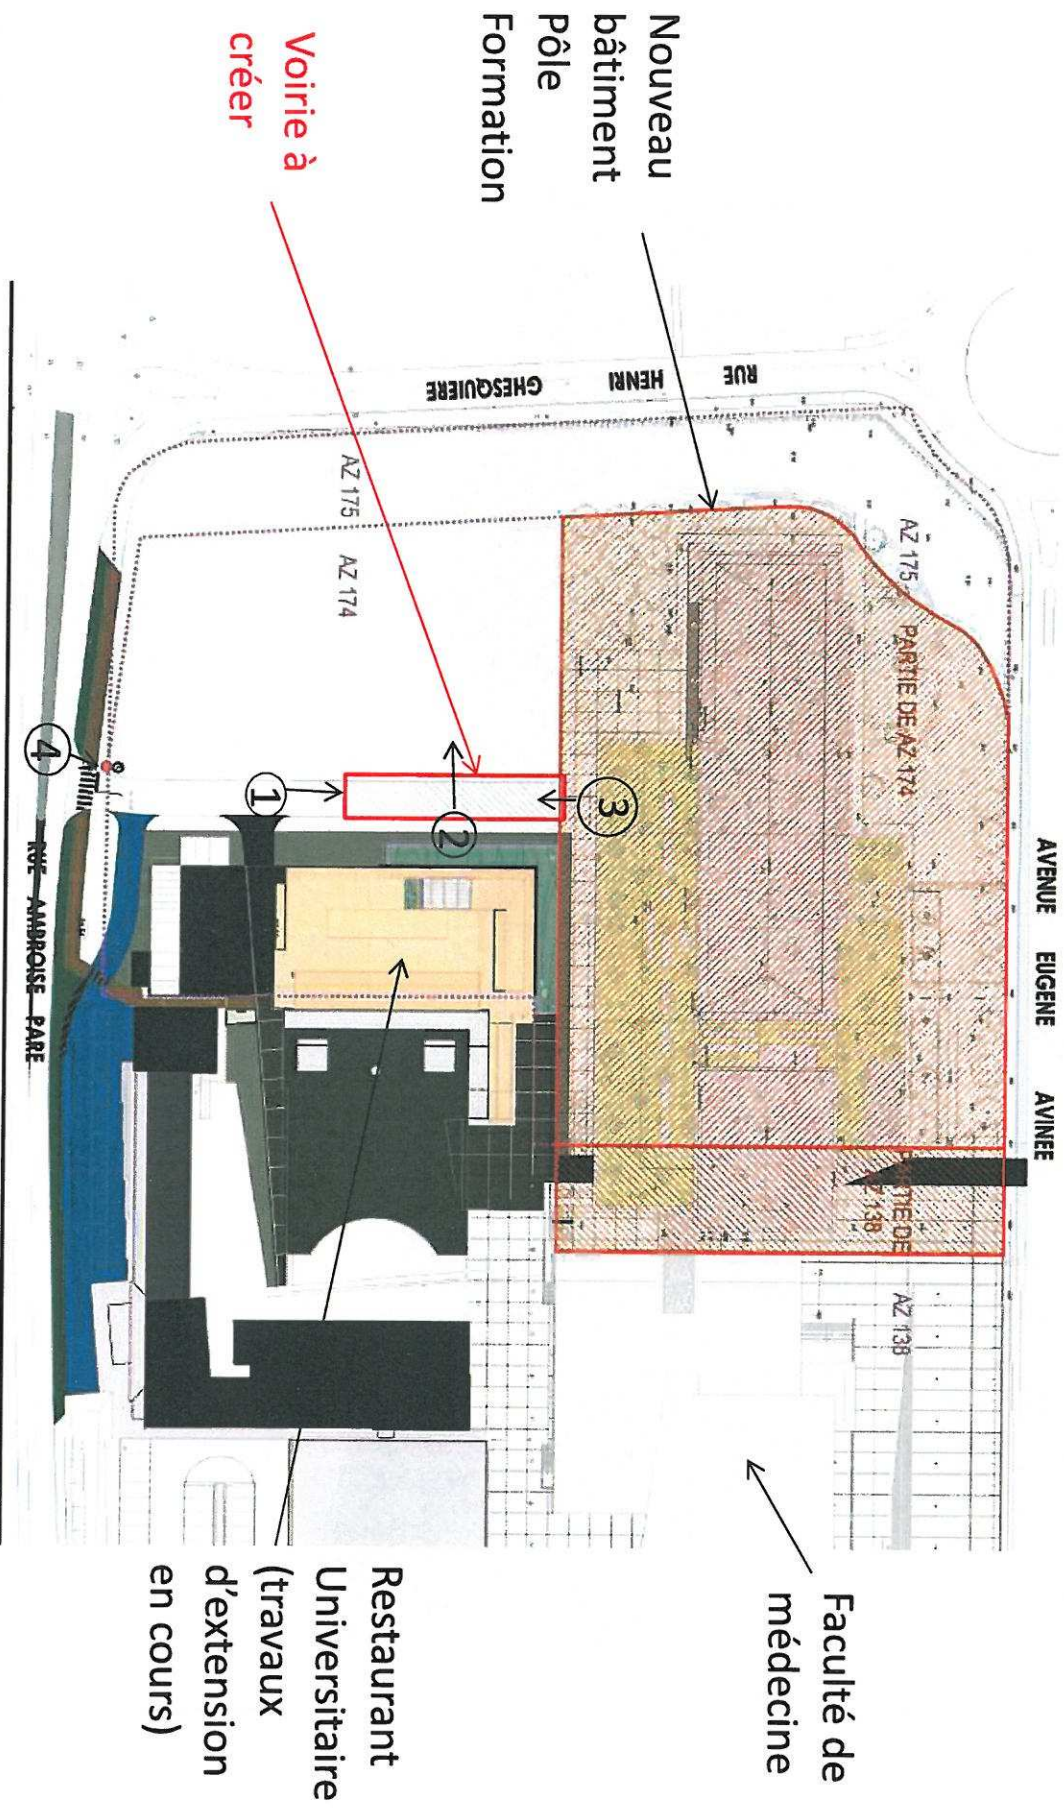 Nouveau
bâtiment
Pôle
Formation
Voirie à
créer
Faculté de
médecine
Restaurant
Universitaire
(travaux
d'extension
en cours)
AVENUE EUGENE AVINEE
RUE HENRI GHESQUIERE
RUE AMBROISE PARE
AZ 175
PARTIE DE AZ 174
PARTIE DE
AZ 138
AZ 138
AZ 175
AZ 174
1
2
3
4